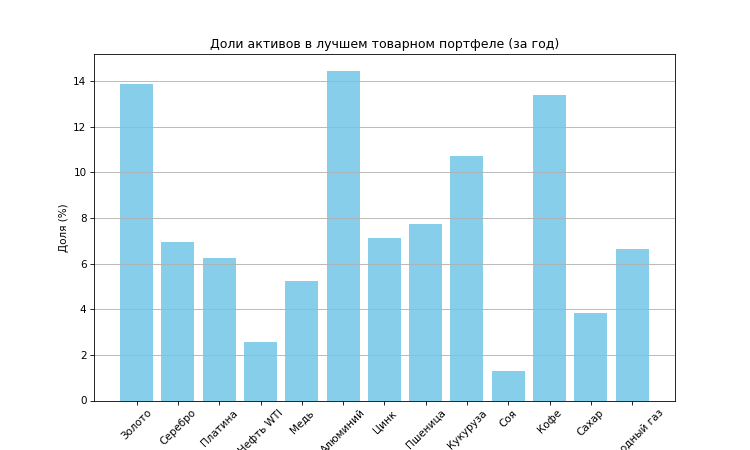 Доли активов в лучшем товарном портфеле (за год)
Доля (%)
14
12
10
8
6
4
2
0
Золото
Серебро
Платина
Нефть WTI
Медь
Алюминий
Цинк
Пшеница
Кукуруза
Соя
Кофе
Сахар
газ